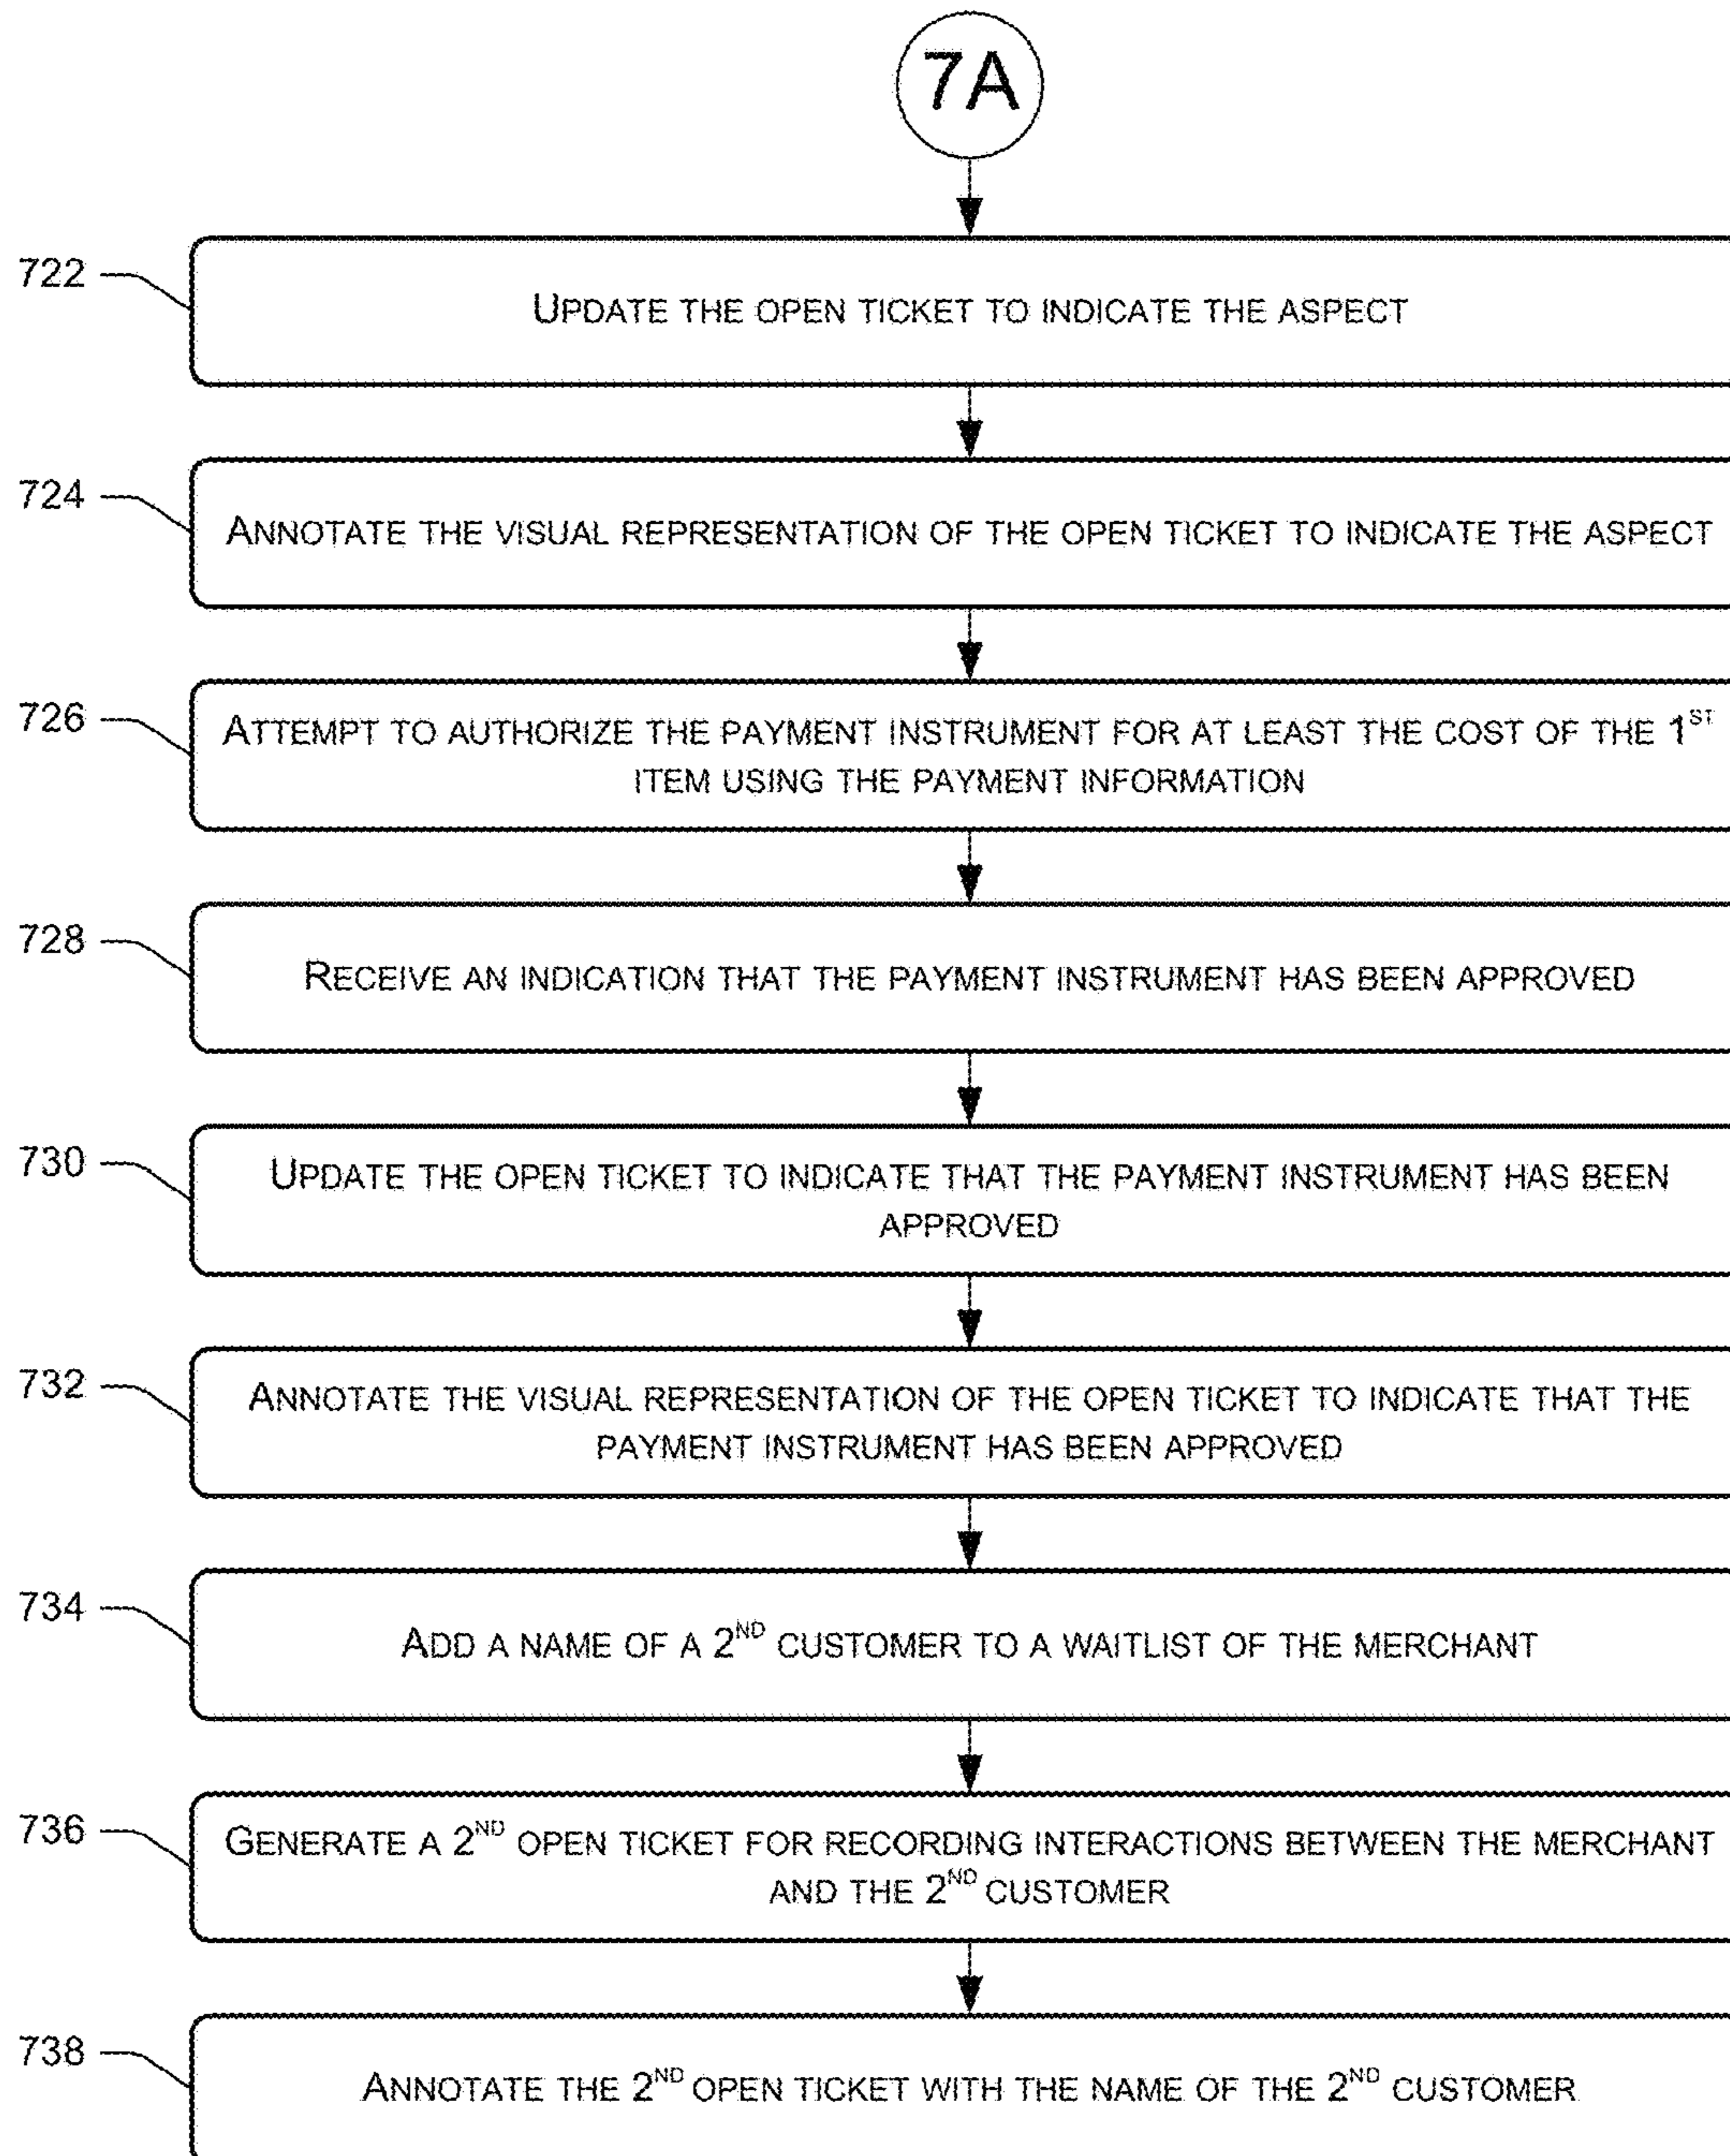 7A
722
UPDATE THE OPEN TICKET TO INDICATE THE ASPECT
724
ANNOTATE THE VISUAL REPRESENTATION OF THE OPEN TICKET TO INDICATE THE ASPECT
726
ATTEMPT TO AUTHORIZE THE PAYMENT INSTRUMENT FOR AT LEAST THE COST OF THE 1ST
ITEM USING THE PAYMENT INFORMATION
728
RECEIVE AN INDICATION THAT THE PAYMENT INSTRUMENT HAS BEEN APPROVED
730
UPDATE THE OPEN TICKET TO INDICATE THAT THE PAYMENT INSTRUMENT HAS BEEN
APPROVED
732
ANNOTATE THE VISUAL REPRESENTATION OF THE OPEN TICKET TO INDICATE THAT THE
PAYMENT INSTRUMENT HAS BEEN APPROVED
734
ADD A NAME OF A 2ND CUSTOMER TO A WAITLIST OF THE MERCHANT
736
GENERATE A 2ND OPEN TICKET FOR RECORDING INTERACTIONS BETWEEN THE MERCHANT
AND THE 2ND CUSTOMER
738
ANNOTATE THE 2ND OPEN TICKET WITH THE NAME OF THE 2ND CUSTOMER